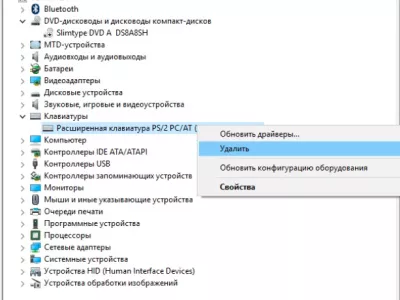 Bluetooth
DVD-дисководы и дисководы компакт-дисков
Slimtype DVD A DS8A8SH
MTD-устройства
Аудиовходы и аудиовыходы
Батареи
Видеоадаптеры
Дисковые устройства
Звуковые, игровые и видеоустройства
Клавиатуры
Расширенная клавиатура PS/2 PC/AT (
Обновить драйверы...
Удалить
Обновить конфигурацию оборудования
Свойства
Компьютер
Контроллеры IDE ATA/ATAPI
Контроллеры USB
Контроллеры запоминающих устройств
Мониторы
Мыши и иные указывающие устройства
Очереди печати
Программные устройства
Процессоры
Сетевые адаптеры
Устройства HID (Human Interface Devices)
Устройства обработки изображений